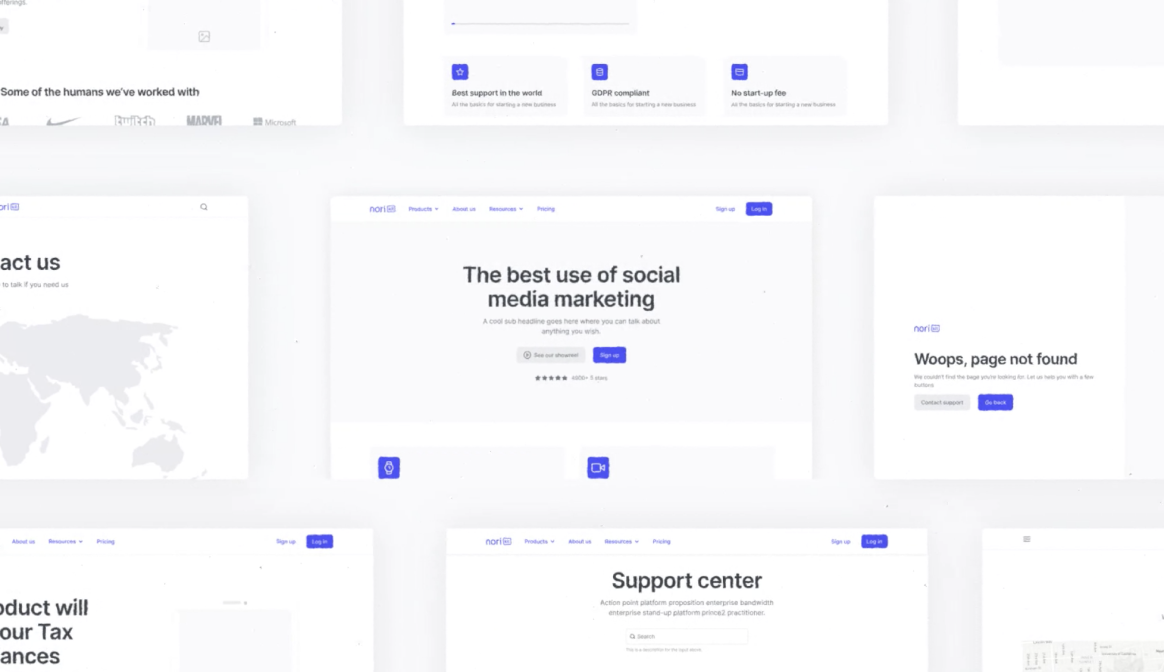 offerings.
Some of the humans we've worked with
twitch
MARVEL
Microsoft
Best support in the world
All the basics for starting a new business
GDPR compliant
All the basics for starting a new business
No start-up fee
All the basics for starting a new business
act us
to talk if you need us
nori
Products
About us
Resources
Pricing
Sign up
Log in
The best use of social
media marketing
A cool sub headline goes here where you can talk about
anything you wish.
See our showreel
Sign up
4900+ 5 stars
nori
Woops, page not found
We couldn't find the page you're looking for. Let us help you with a few
buttons
Contact support
Go back
About us
Resources
Pricing
Sign up
Log in
oduct will
our Tax
ances
nori
Products
About us
Resources
Pricing
Sign up
Log in
Support center
Action point platform proposition enterprise bandwidth
enterprise stand-up platform prince2 practitioner.
Search
This is a description for the input above